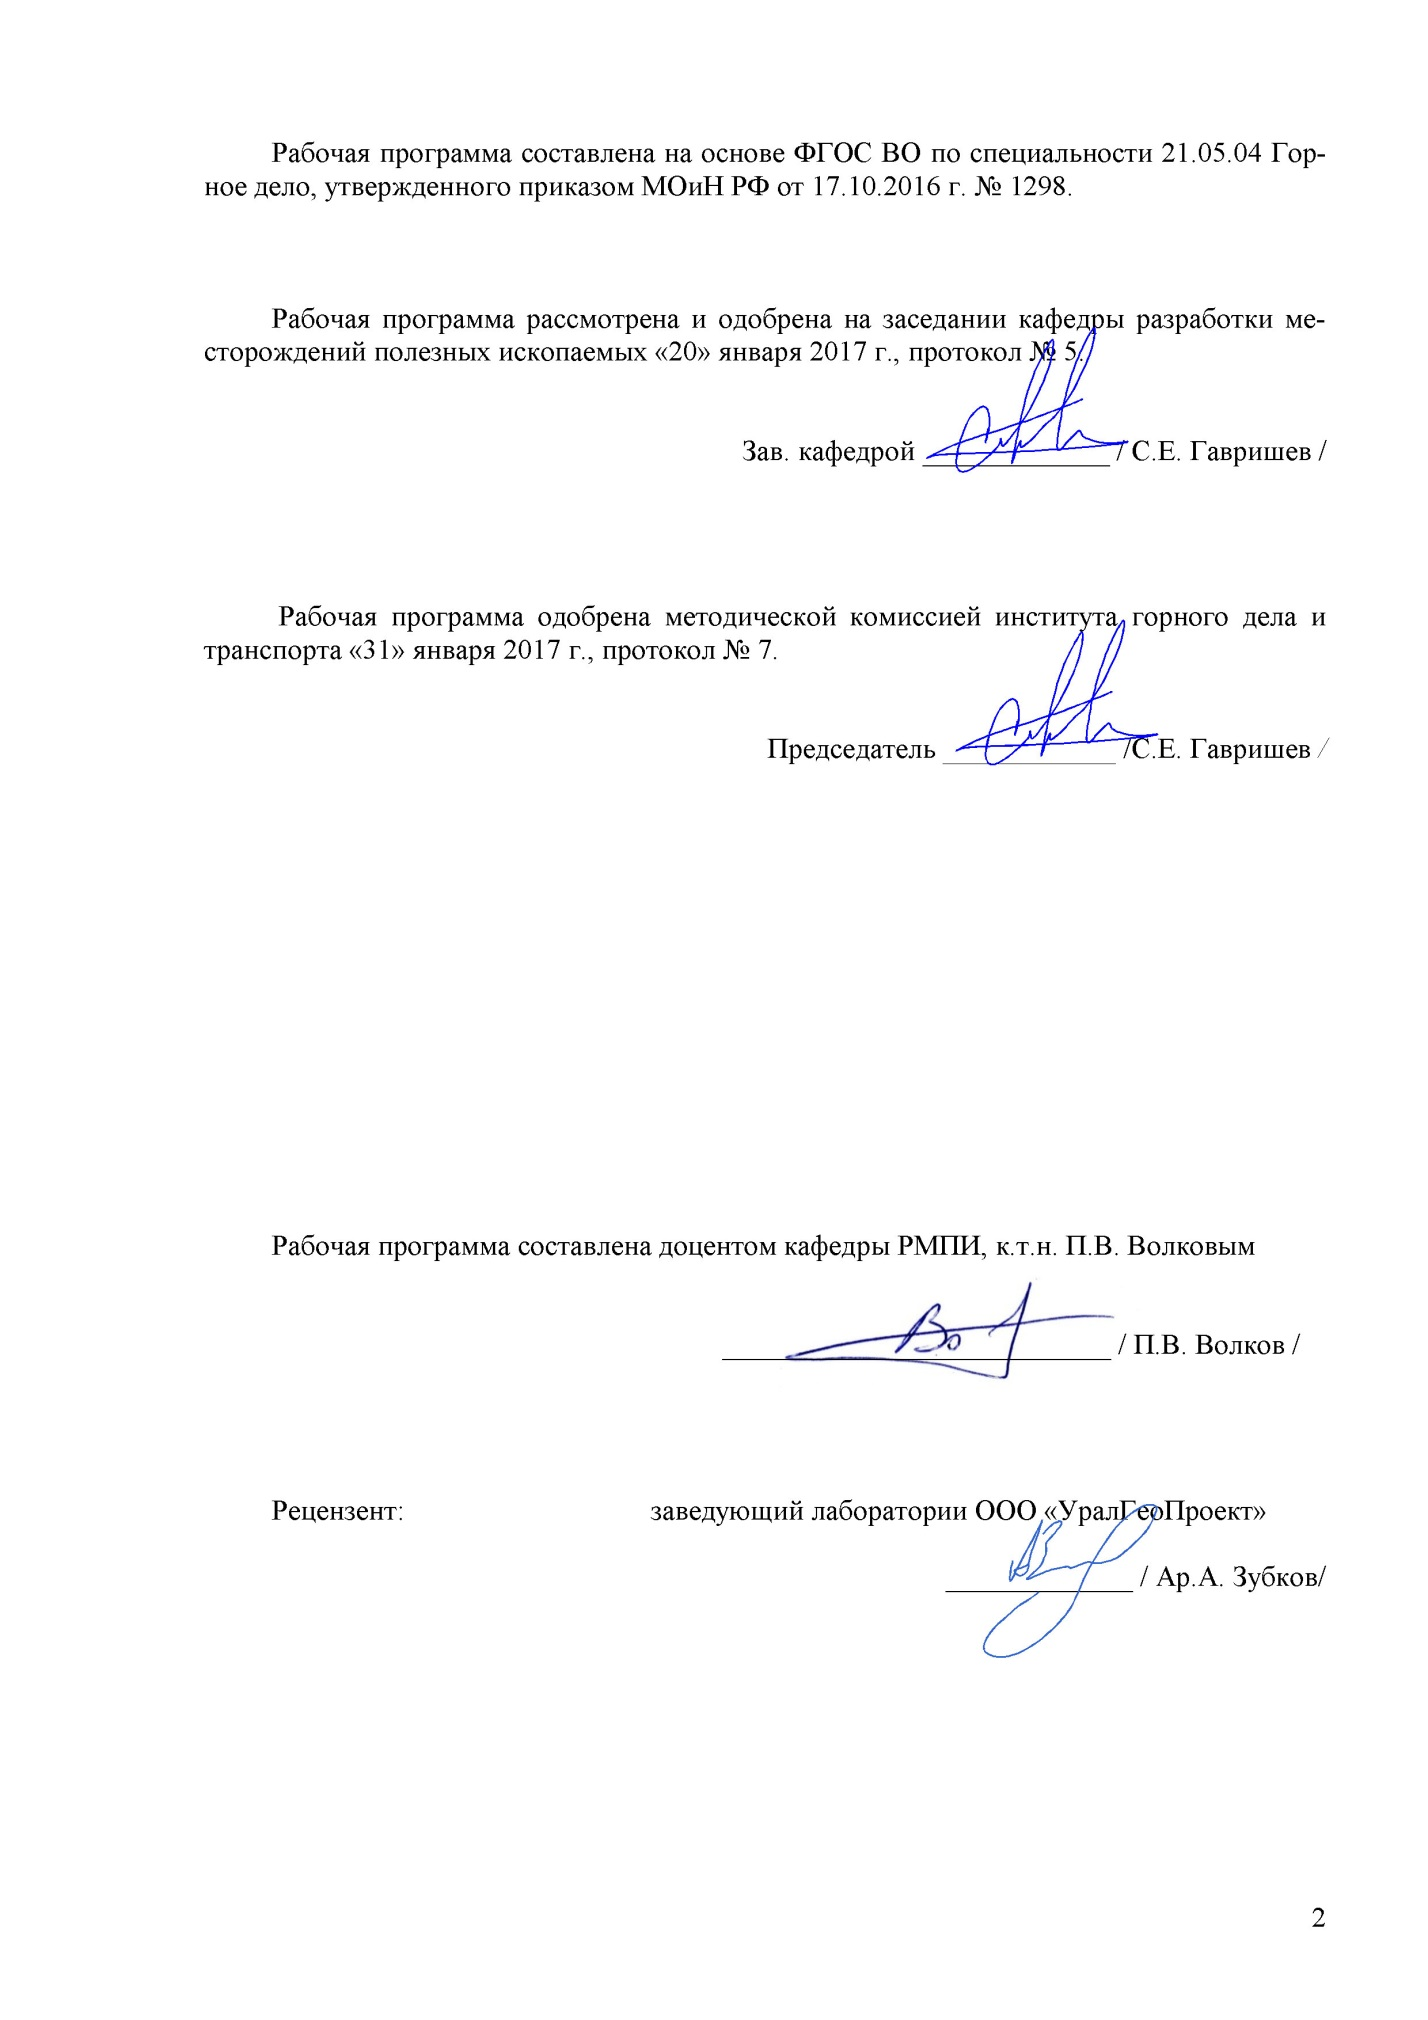 Рабочая программа составлена на основе ФГОС ВО по специальности 21.05.04 Гор-
ное дело, утвержденного приказом МОиН РФ от 17.10.2016 г. № 1298.
Рабочая программа рассмотрена и одобрена на заседании кафедры разработки ме-
сторождений полезных ископаемых «20» января 2017 г., протокол № 5.
Зав. кафедрой ______________ / С.Е. Гавришев /
Рабочая программа одобрена методической комиссией института горного дела и
транспорта «31» января 2017 г., протокол № 7.
Председатель _____________ /С.Е. Гавришев /
Рабочая программа составлена доцентом кафедры РМПИ, к.т.н. П.В. Волковым
____________________________ / П.В. Волков /
Рецензент: заведующий лаборатории ООО «УралГеоПроект»
______________ / Ар.А. Зубков/
2